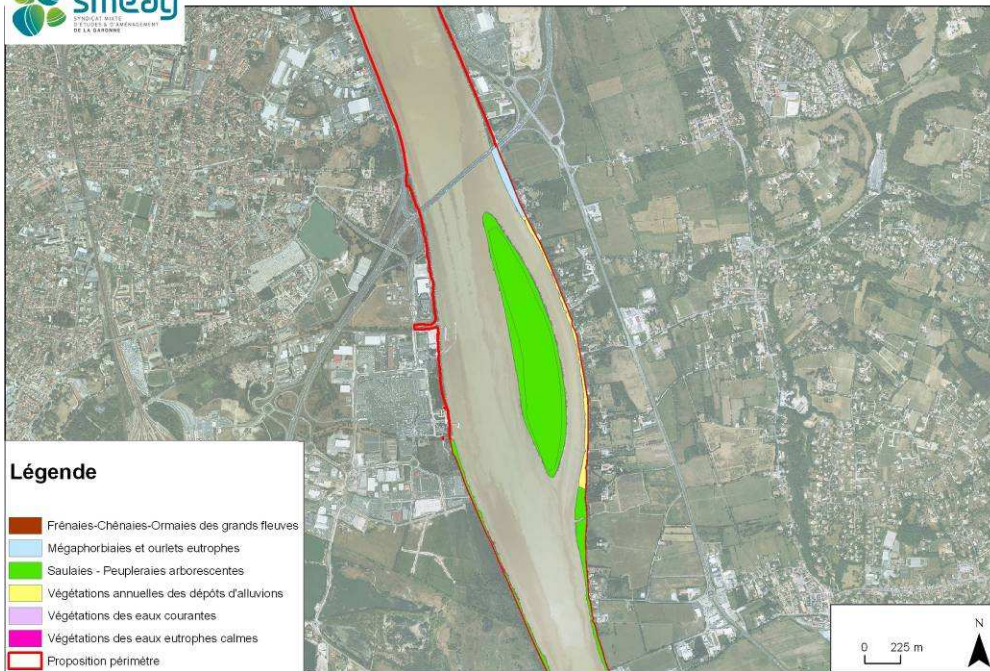 smeag
SYNDICAT MIXTE
D'ÉTUDES & D'AMÉNAGEMENT
DE LA GARONNE
Légende
Frênaies-Chênaies-Ormaies des grands fleuves
Mégaphorbiaies et ourlets eutrophes
Saulaies - Peupleraies arborescentes
Végétations annuelles des dépôts d'alluvions
Végétations des eaux courantes
Végétations des eaux eutrophes calmes
Proposition périmètre
N
0 225 m